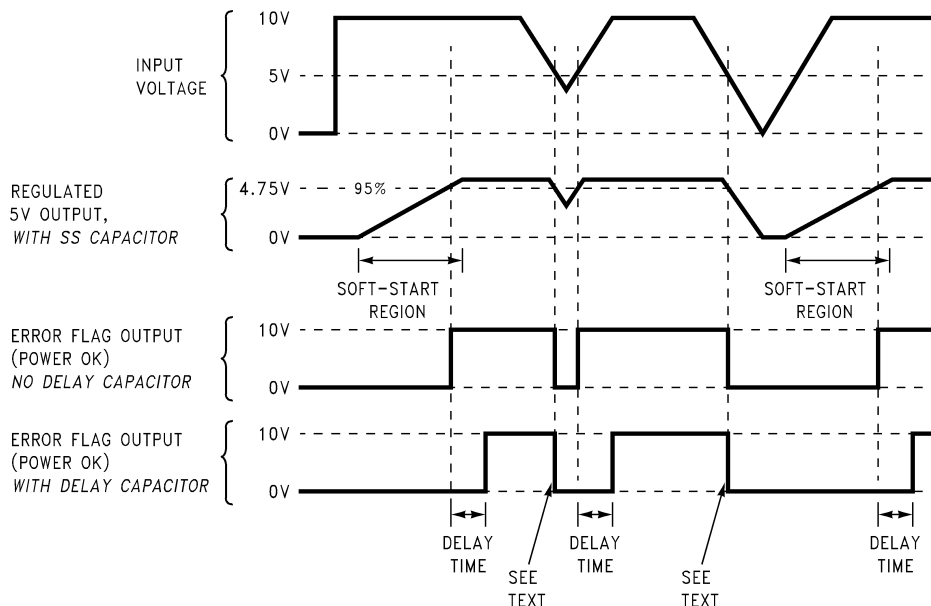 10V
INPUT
VOLTAGE
5V
0V
REGULATED
5V OUTPUT,
WITH SS CAPACITOR
4.75V
95%
0V
SOFT-START
REGION
SOFT-START
REGION
ERROR FLAG OUTPUT
(POWER OK)
NO DELAY CAPACITOR
10V
0V
ERROR FLAG OUTPUT
(POWER OK)
WITH DELAY CAPACITOR
10V
0V
DELAY
TIME
SEE
TEXT
DELAY
TIME
SEE
TEXT
DELAY
TIME